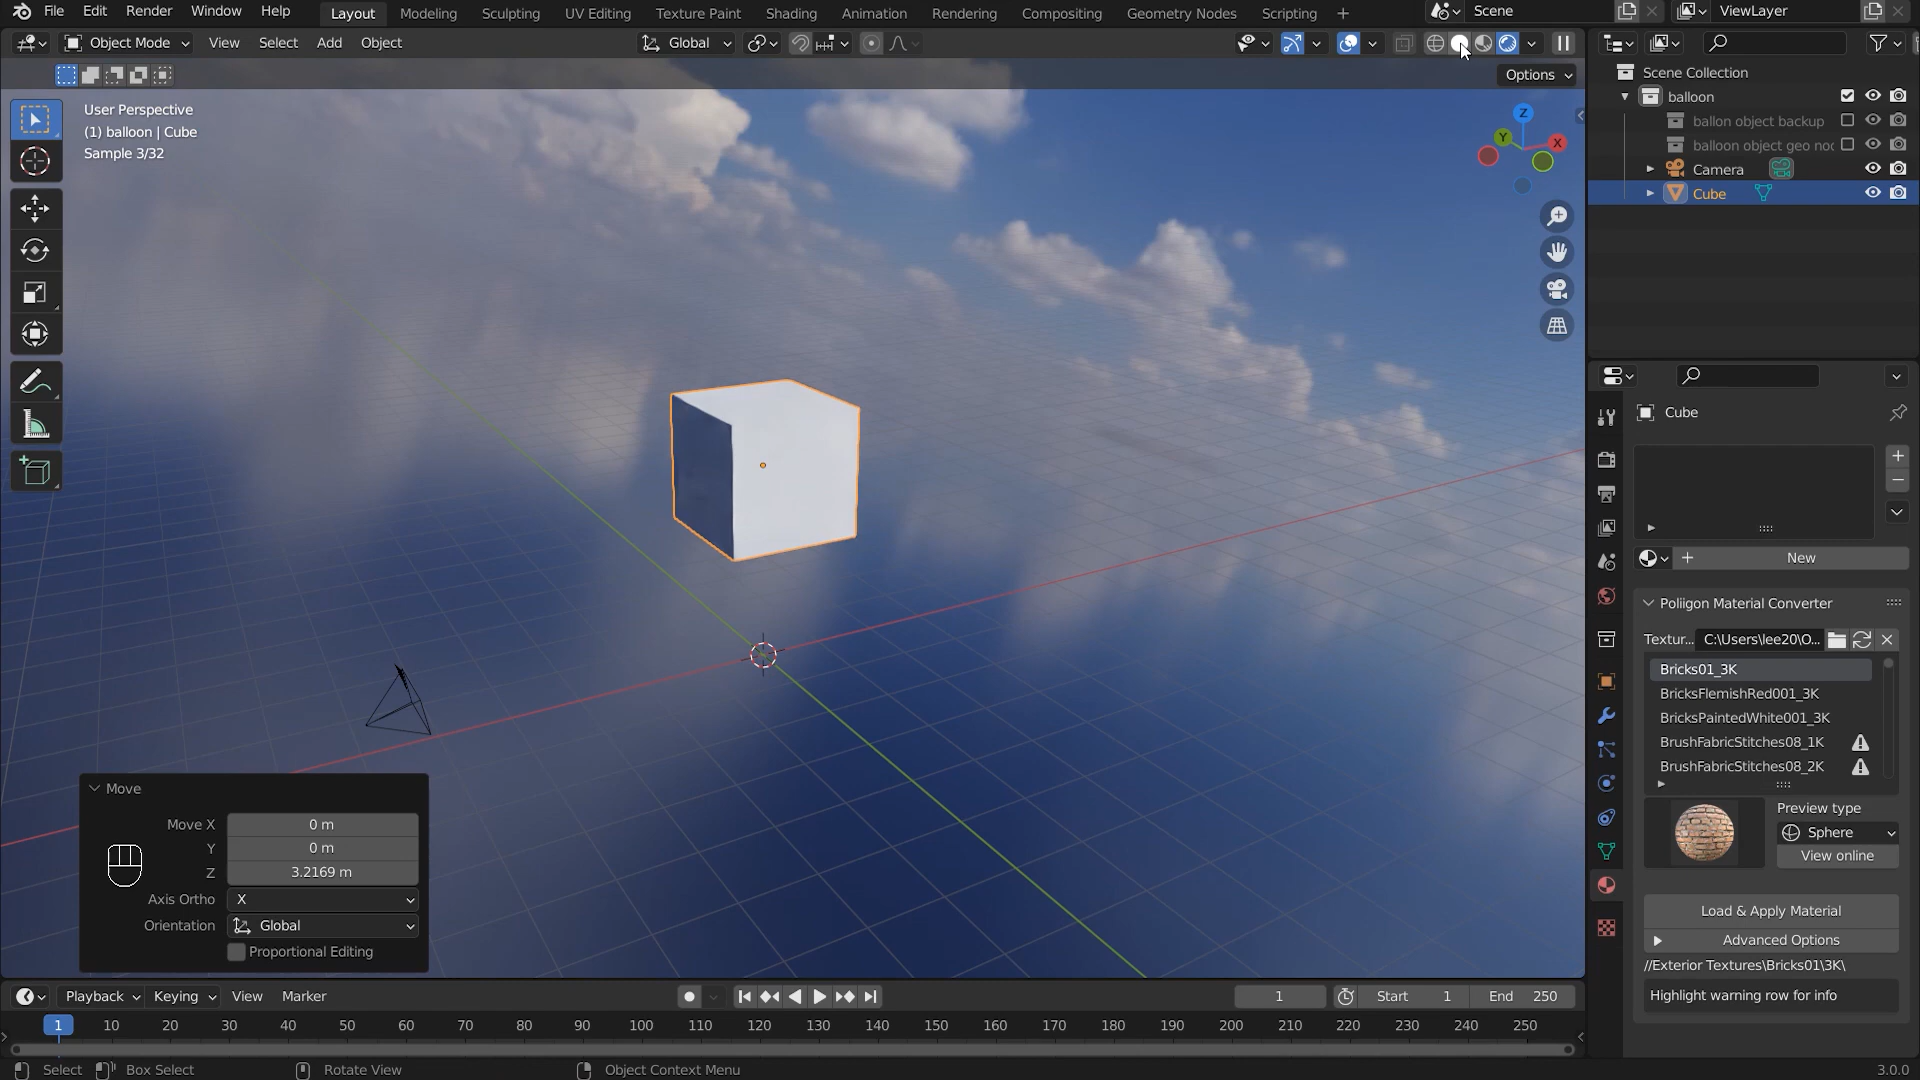 File Edit Render Window Help Layout Modeling Sculpting UV Editing Texture Paint Shading Animation Rendering Compositing Geometry Nodes Scripting + Scene ViewLayer
Object Mode View Select Add Object Global
Options
User Perspective
(1) balloon | Cube
Sample 3/32
Z
Y
X
Scene Collection
balloon
ballon object backup
balloon object geo noc
Camera
Cube
Cube
New
Poliigon Material Converter
Textur... C:\Users\lee20\O...
Bricks01_3K
BricksFlemishRed001_3K
BricksPaintedWhite001_3K
BrushFabricStitches08_1K
BrushFabricStitches08_2K
Preview type
Sphere
View online
Load & Apply Material
Advanced Options
//Exterior Textures\Bricks01\3K\
Highlight warning row for info
Move
Move X 0 m
Y 0 m
Z 3.2169 m
Axis Ortho X
Orientation Global
Proportional Editing
Playback Keying View Marker 1 Start 1 End 250
1 10 20 30 40 50 60 70 80 90 100 110 120 130 140 150 160 170 180 190 200 210 220 230 240 250
Select Box Select Rotate View Object Context Menu 3.0.0